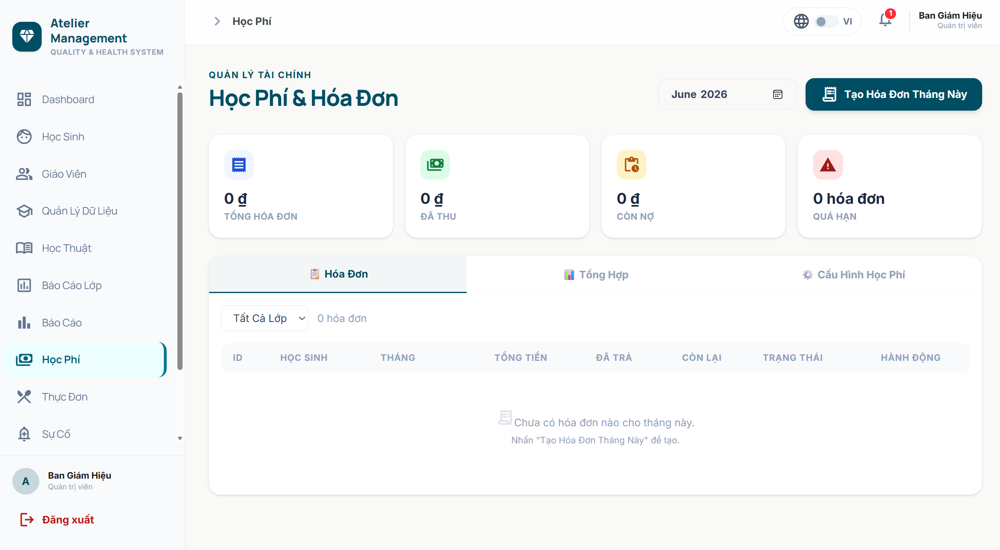 Atelier
Management
QUALITY & HEALTH SYSTEM
Dashboard
Học Sinh
Giáo Viên
Quản Lý Dữ Liệu
Học Thuật
Báo Cáo Lớp
Báo Cáo
Học Phí
Thực Đơn
Sự Cố
A
Ban Giám Hiệu
Quản trị viên
Đăng xuất
Học Phí
VI
1
Ban Giám Hiệu
Quản trị viên
QUẢN LÝ TÀI CHÍNH
Học Phí & Hóa Đơn
June 2026
Tạo Hóa Đơn Tháng Này
0 ₫
TỔNG HÓA ĐƠN
0 ₫
ĐÃ THU
0 ₫
CÒN NỢ
0 hóa đơn
QUÁ HẠN
Hóa Đơn
Tổng Hợp
Cấu Hình Học Phí
Tất Cả Lớp
0 hóa đơn
ID HỌC SINH THÁNG TỔNG TIỀN ĐÃ TRẢ CÒN LẠI TRẠNG THÁI HÀNH ĐỘNG
Chưa có hóa đơn nào cho tháng này.
Nhấn "Tạo Hóa Đơn Tháng Này" để tạo.